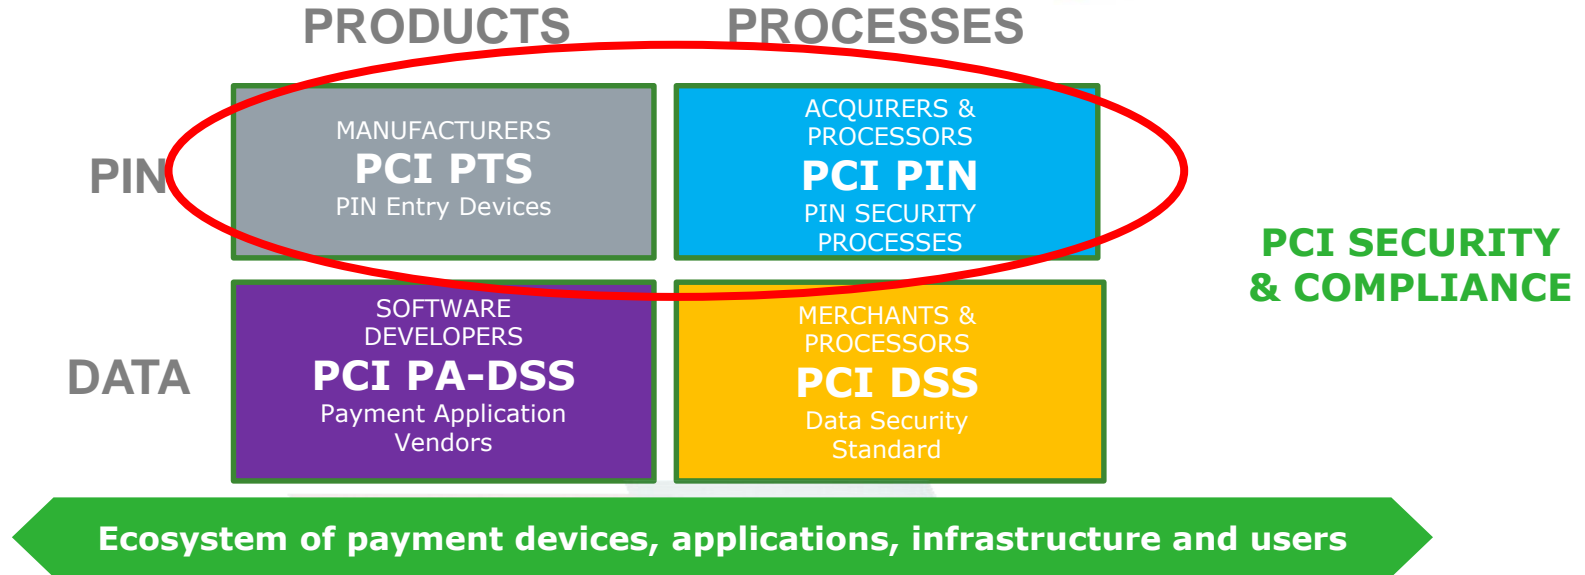 PRODUCTS
PROCESSES
PIN
MANUFACTURERS
PCI PTS
PIN Entry Devices
ACQUIRERS &
PROCESSORS
PCI PIN
PIN SECURITY
PROCESSES
DATA
SOFTWARE
DEVELOPERS
PCI PA-DSS
Payment Application
Vendors
MERCHANTS &
PROCESSORS
PCI DSS
Data Security
Standard
PCI SECURITY
& COMPLIANCE
Ecosystem of payment devices, applications, infrastructure and users